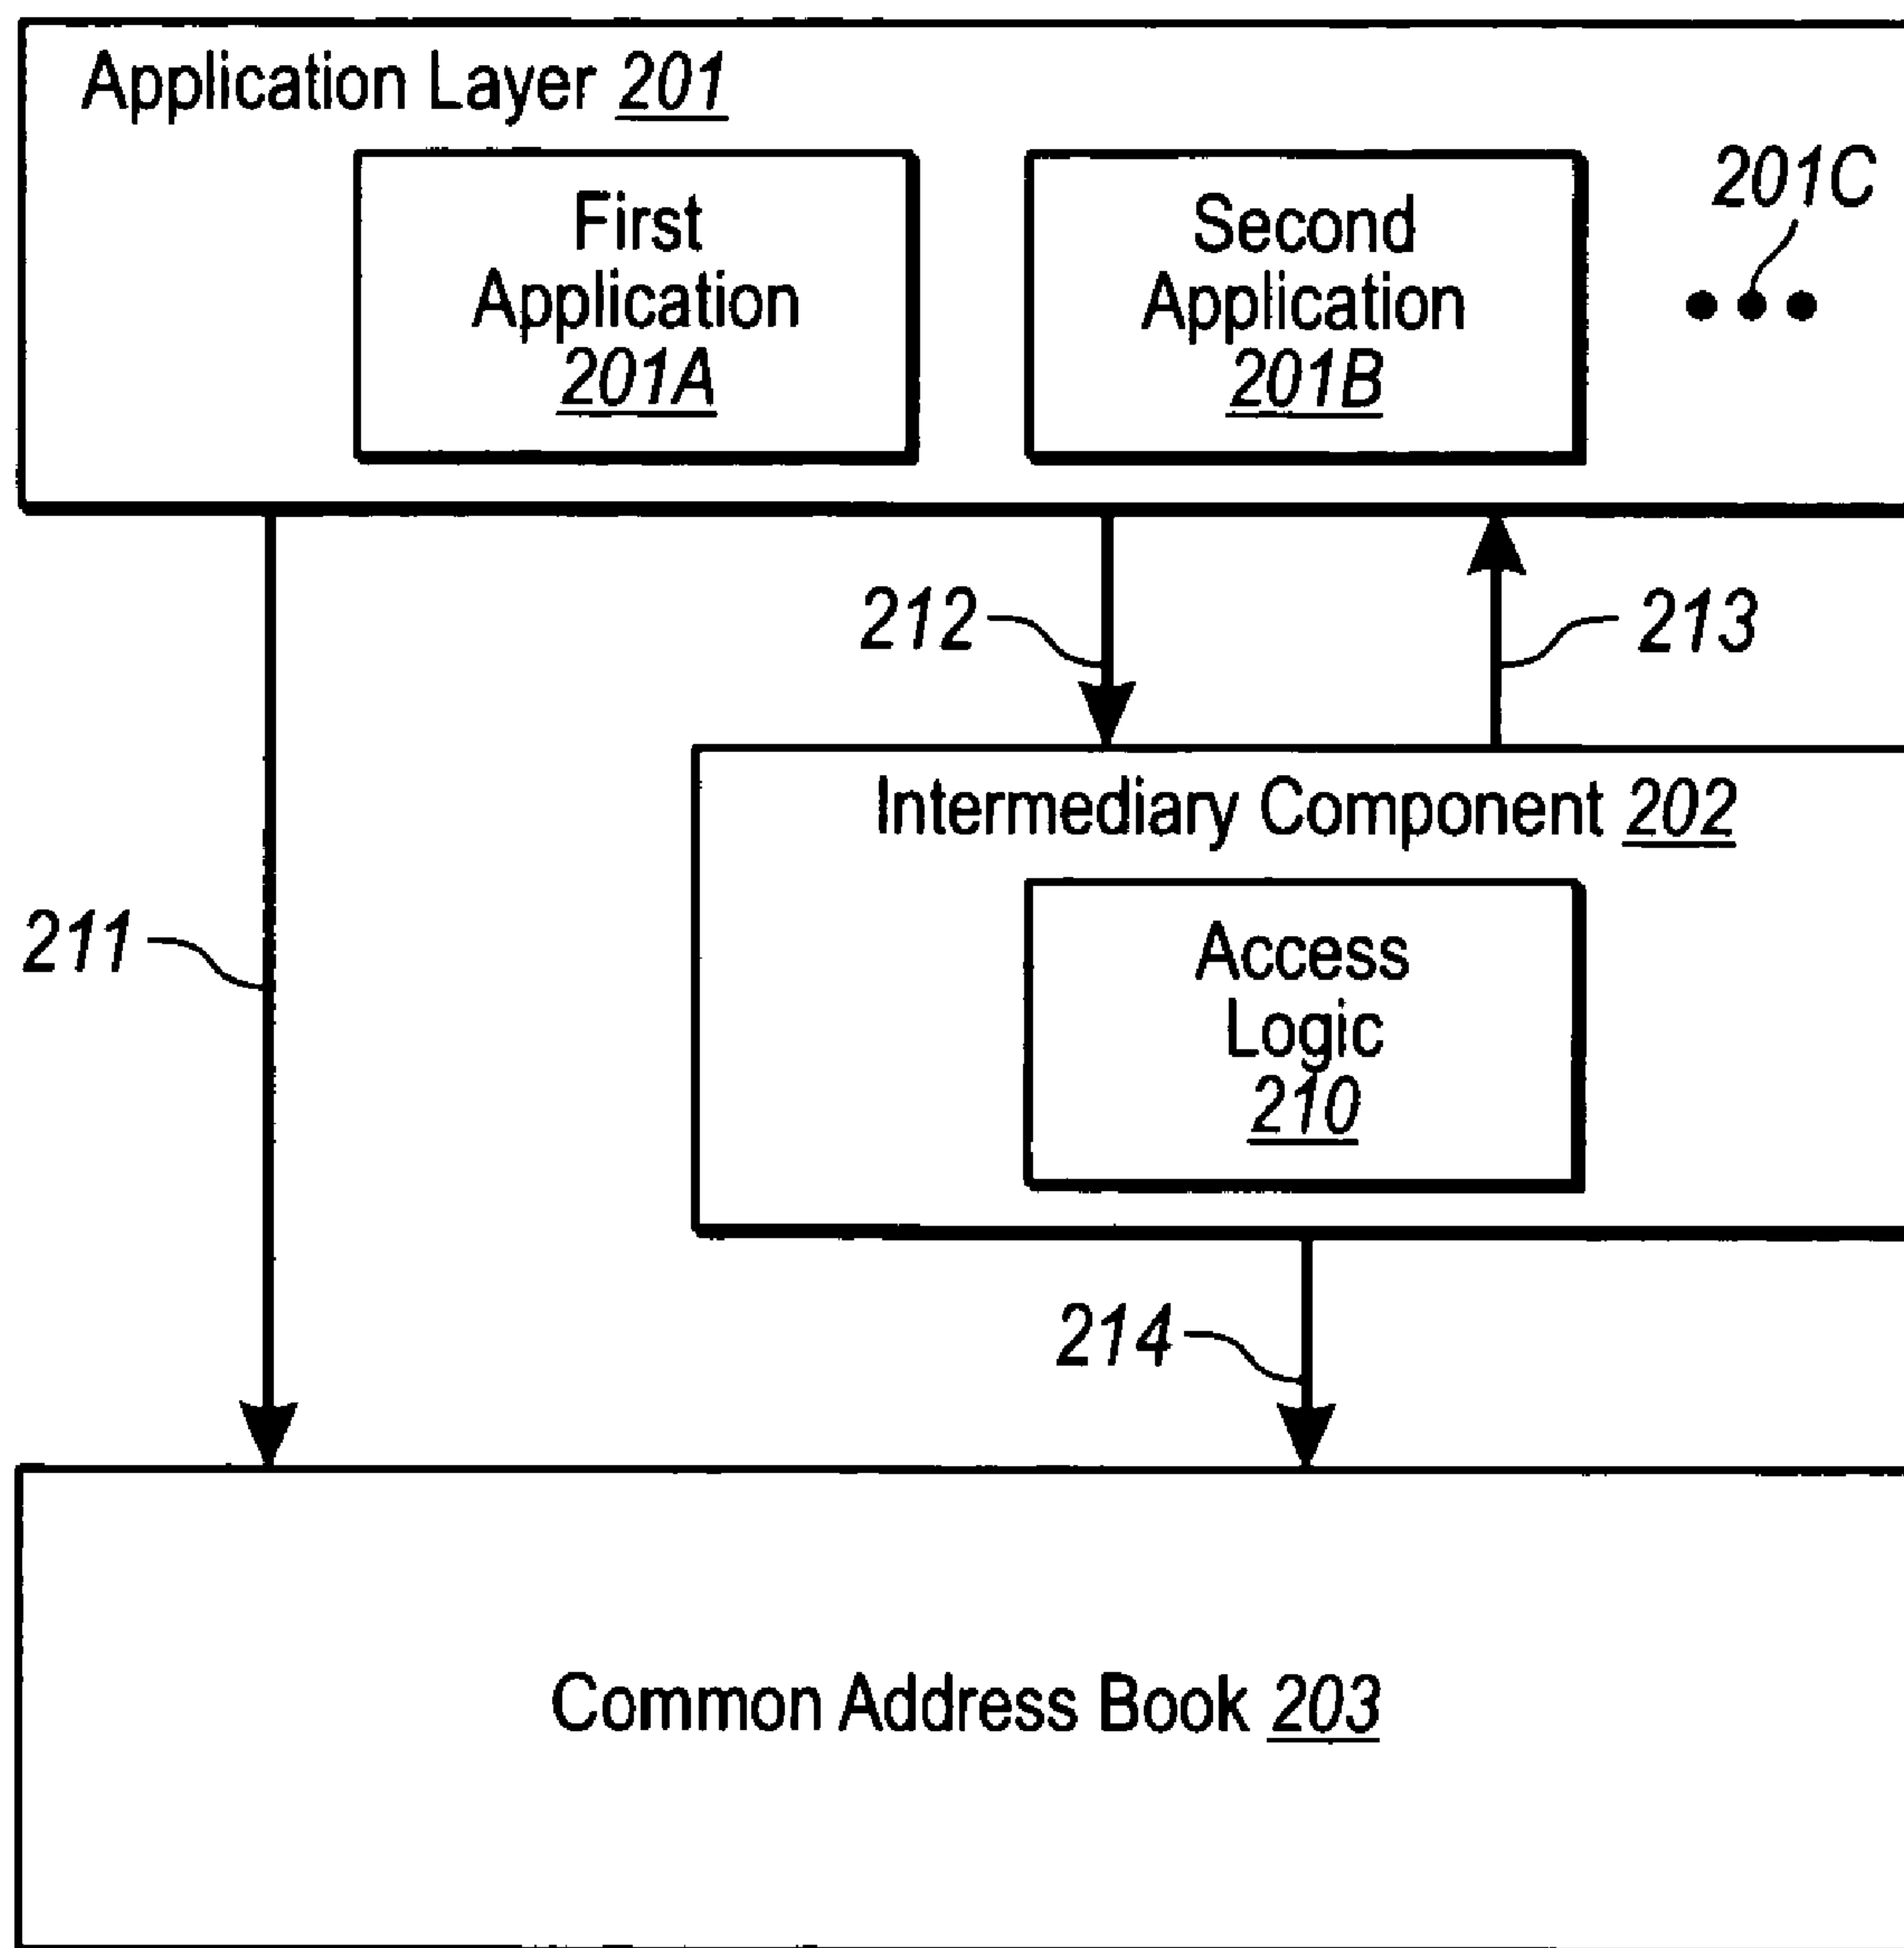 Application Layer 201
201C
First
Application
201A
Second
Application
201B
212
213
Intermediary Component 202
211
Access
Logic
210
214
Common Address Book 203